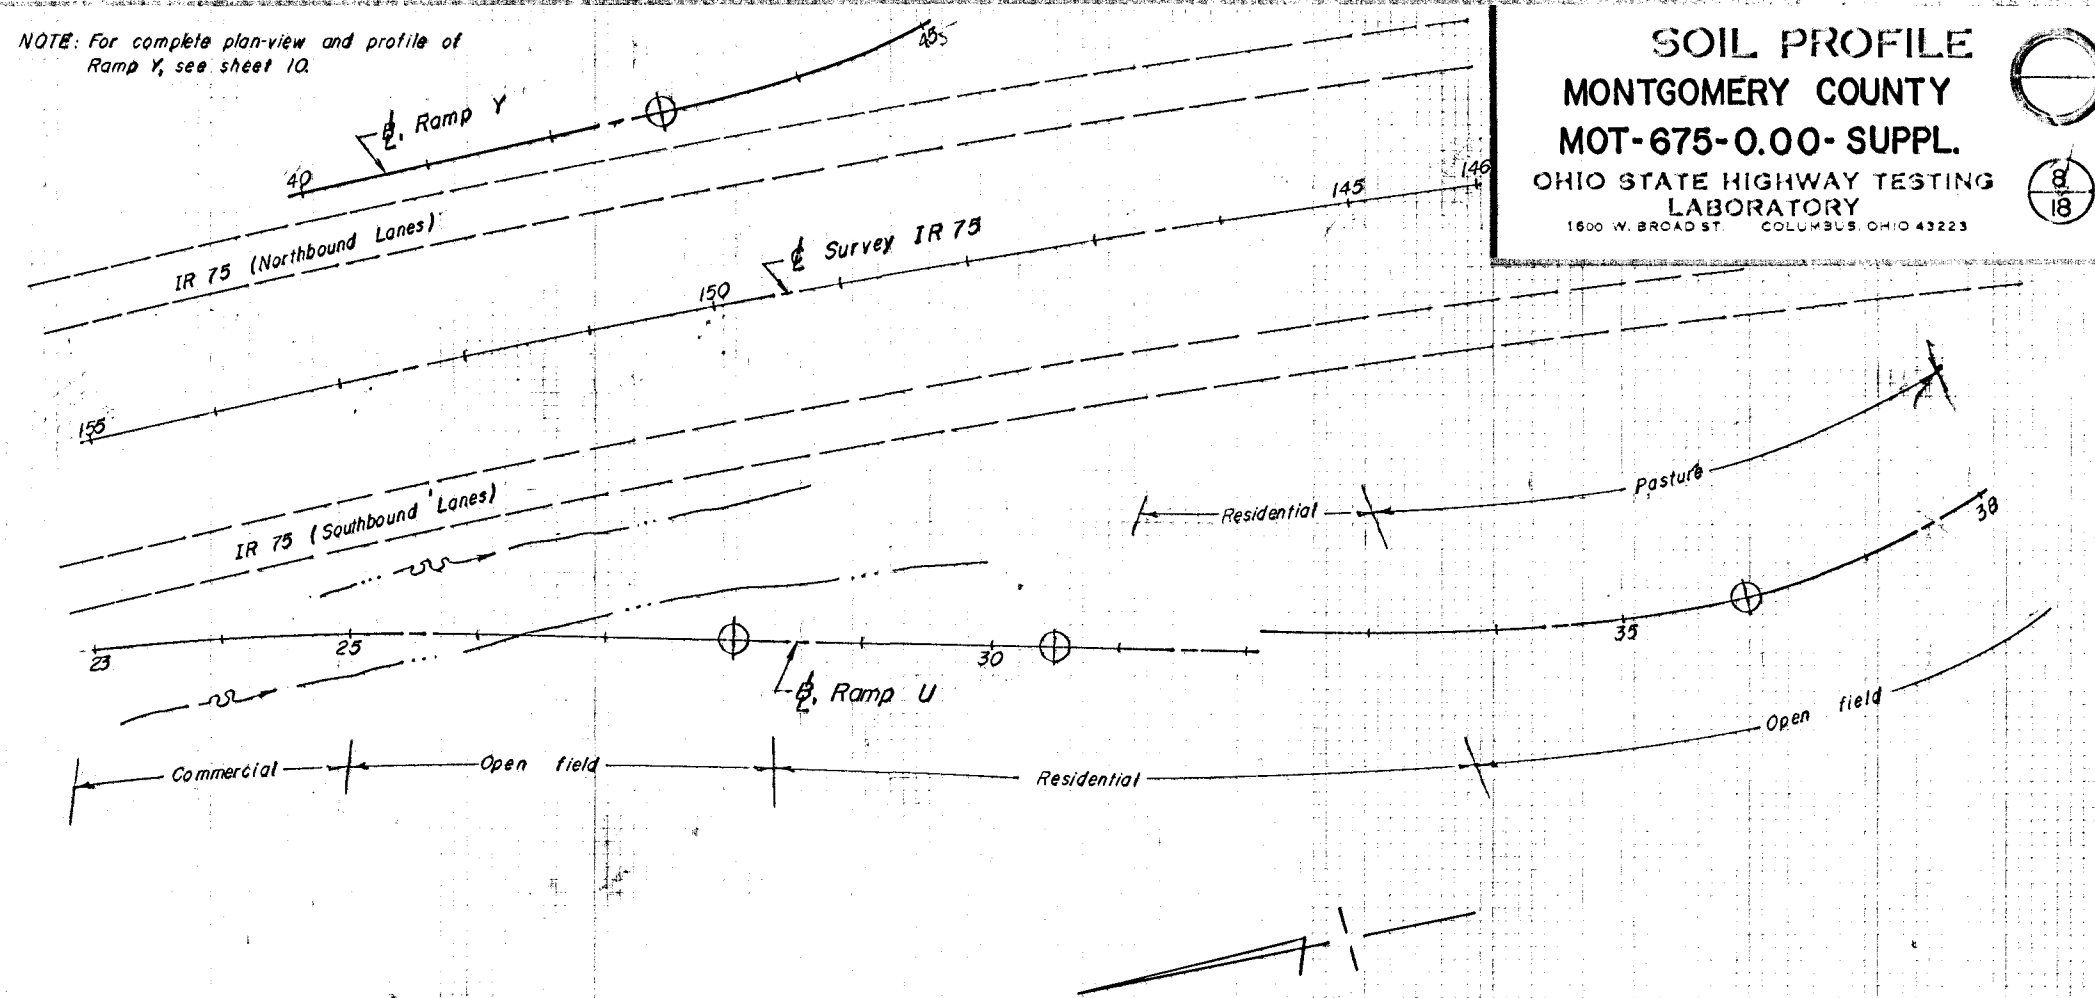 NOTE: For complete plan-view and profile of
Ramp Y, see sheet 10.
SOIL PROFILE
MONTGOMERY COUNTY
MOT-675-0.00-SUPPL.
OHIO STATE HIGHWAY TESTING
LABORATORY
1600 W. BROAD ST. COLUMBUS, OHIO 43223
8
18
45
℄, Ramp Y
40
IR 75 (Northbound Lanes)
146
145
℄ Survey IR 75
150
155
IR 75 (Southbound Lanes)
Residential
Pasture
38
23
25
30
35
℄, Ramp U
Commercial
Open field
Residential
Open field